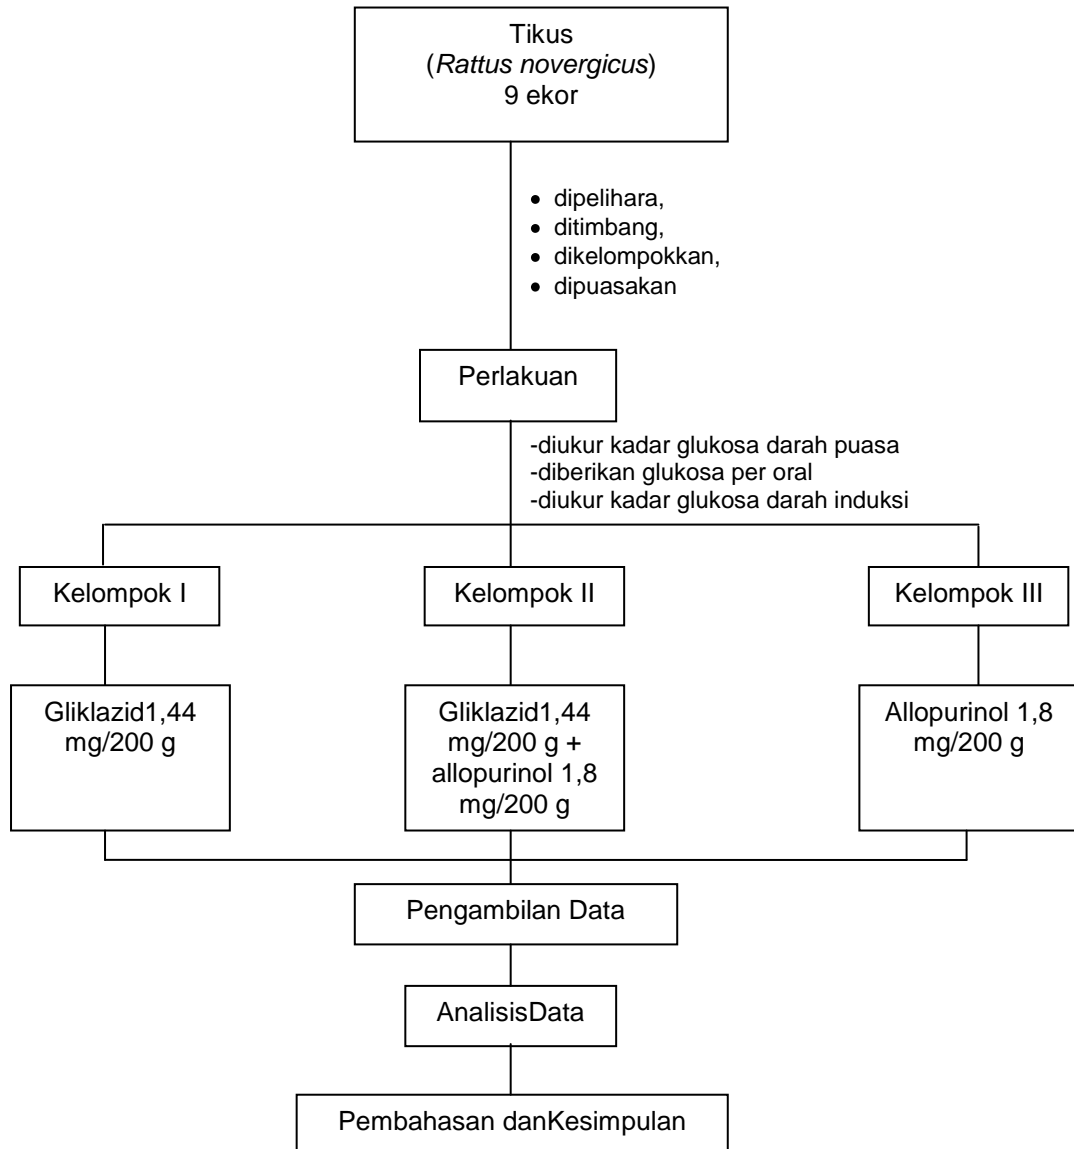 Tikus
(Rattus novergicus)
9 ekor
• dipelihara,
• ditimbang,
• dikelompokkan,
• dipuasakan
Perlakuan
-diukur kadar glukosa darah puasa
-diberikan glukosa per oral
-diukur kadar glukosa darah induksi
Kelompok I
Kelompok II
Kelompok III
Gliklazid1,44
mg/200 g
Gliklazid1,44
mg/200 g +
allopurinol 1,8
mg/200 g
Allopurinol 1,8
mg/200 g
Pengambilan Data
AnalisisData
Pembahasan danKesimpulan